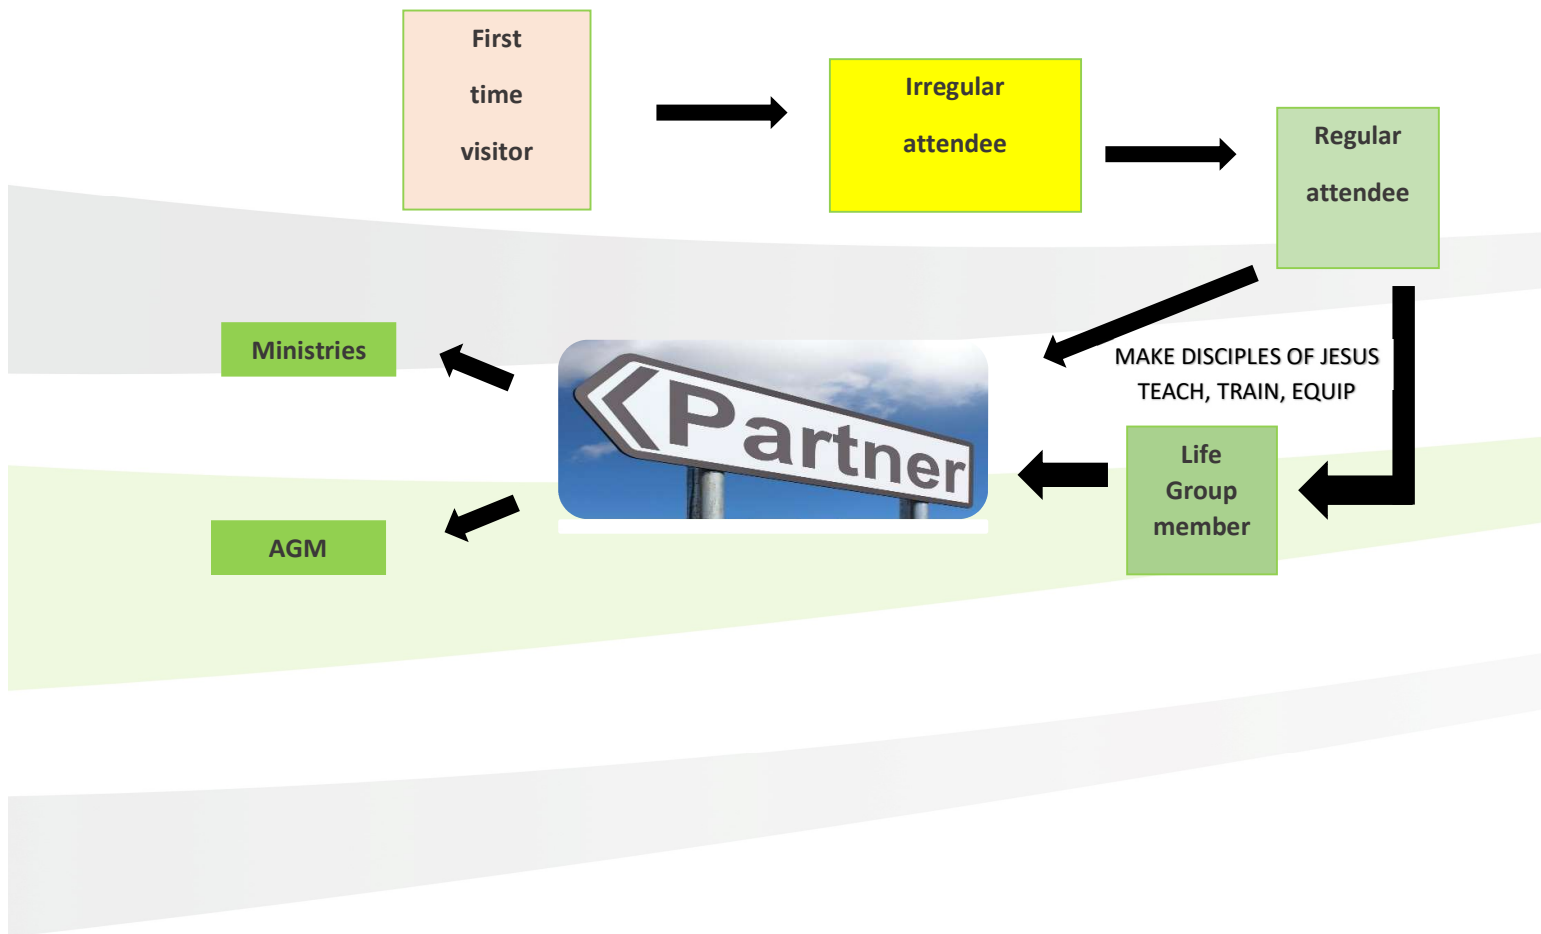 First
time
visitor
Irregular
attendee
Regular
attendee
Ministries
Partner
MAKE DISCIPLES OF JESUS
TEACH, TRAIN, EQUIP
Life
Group
member
AGM